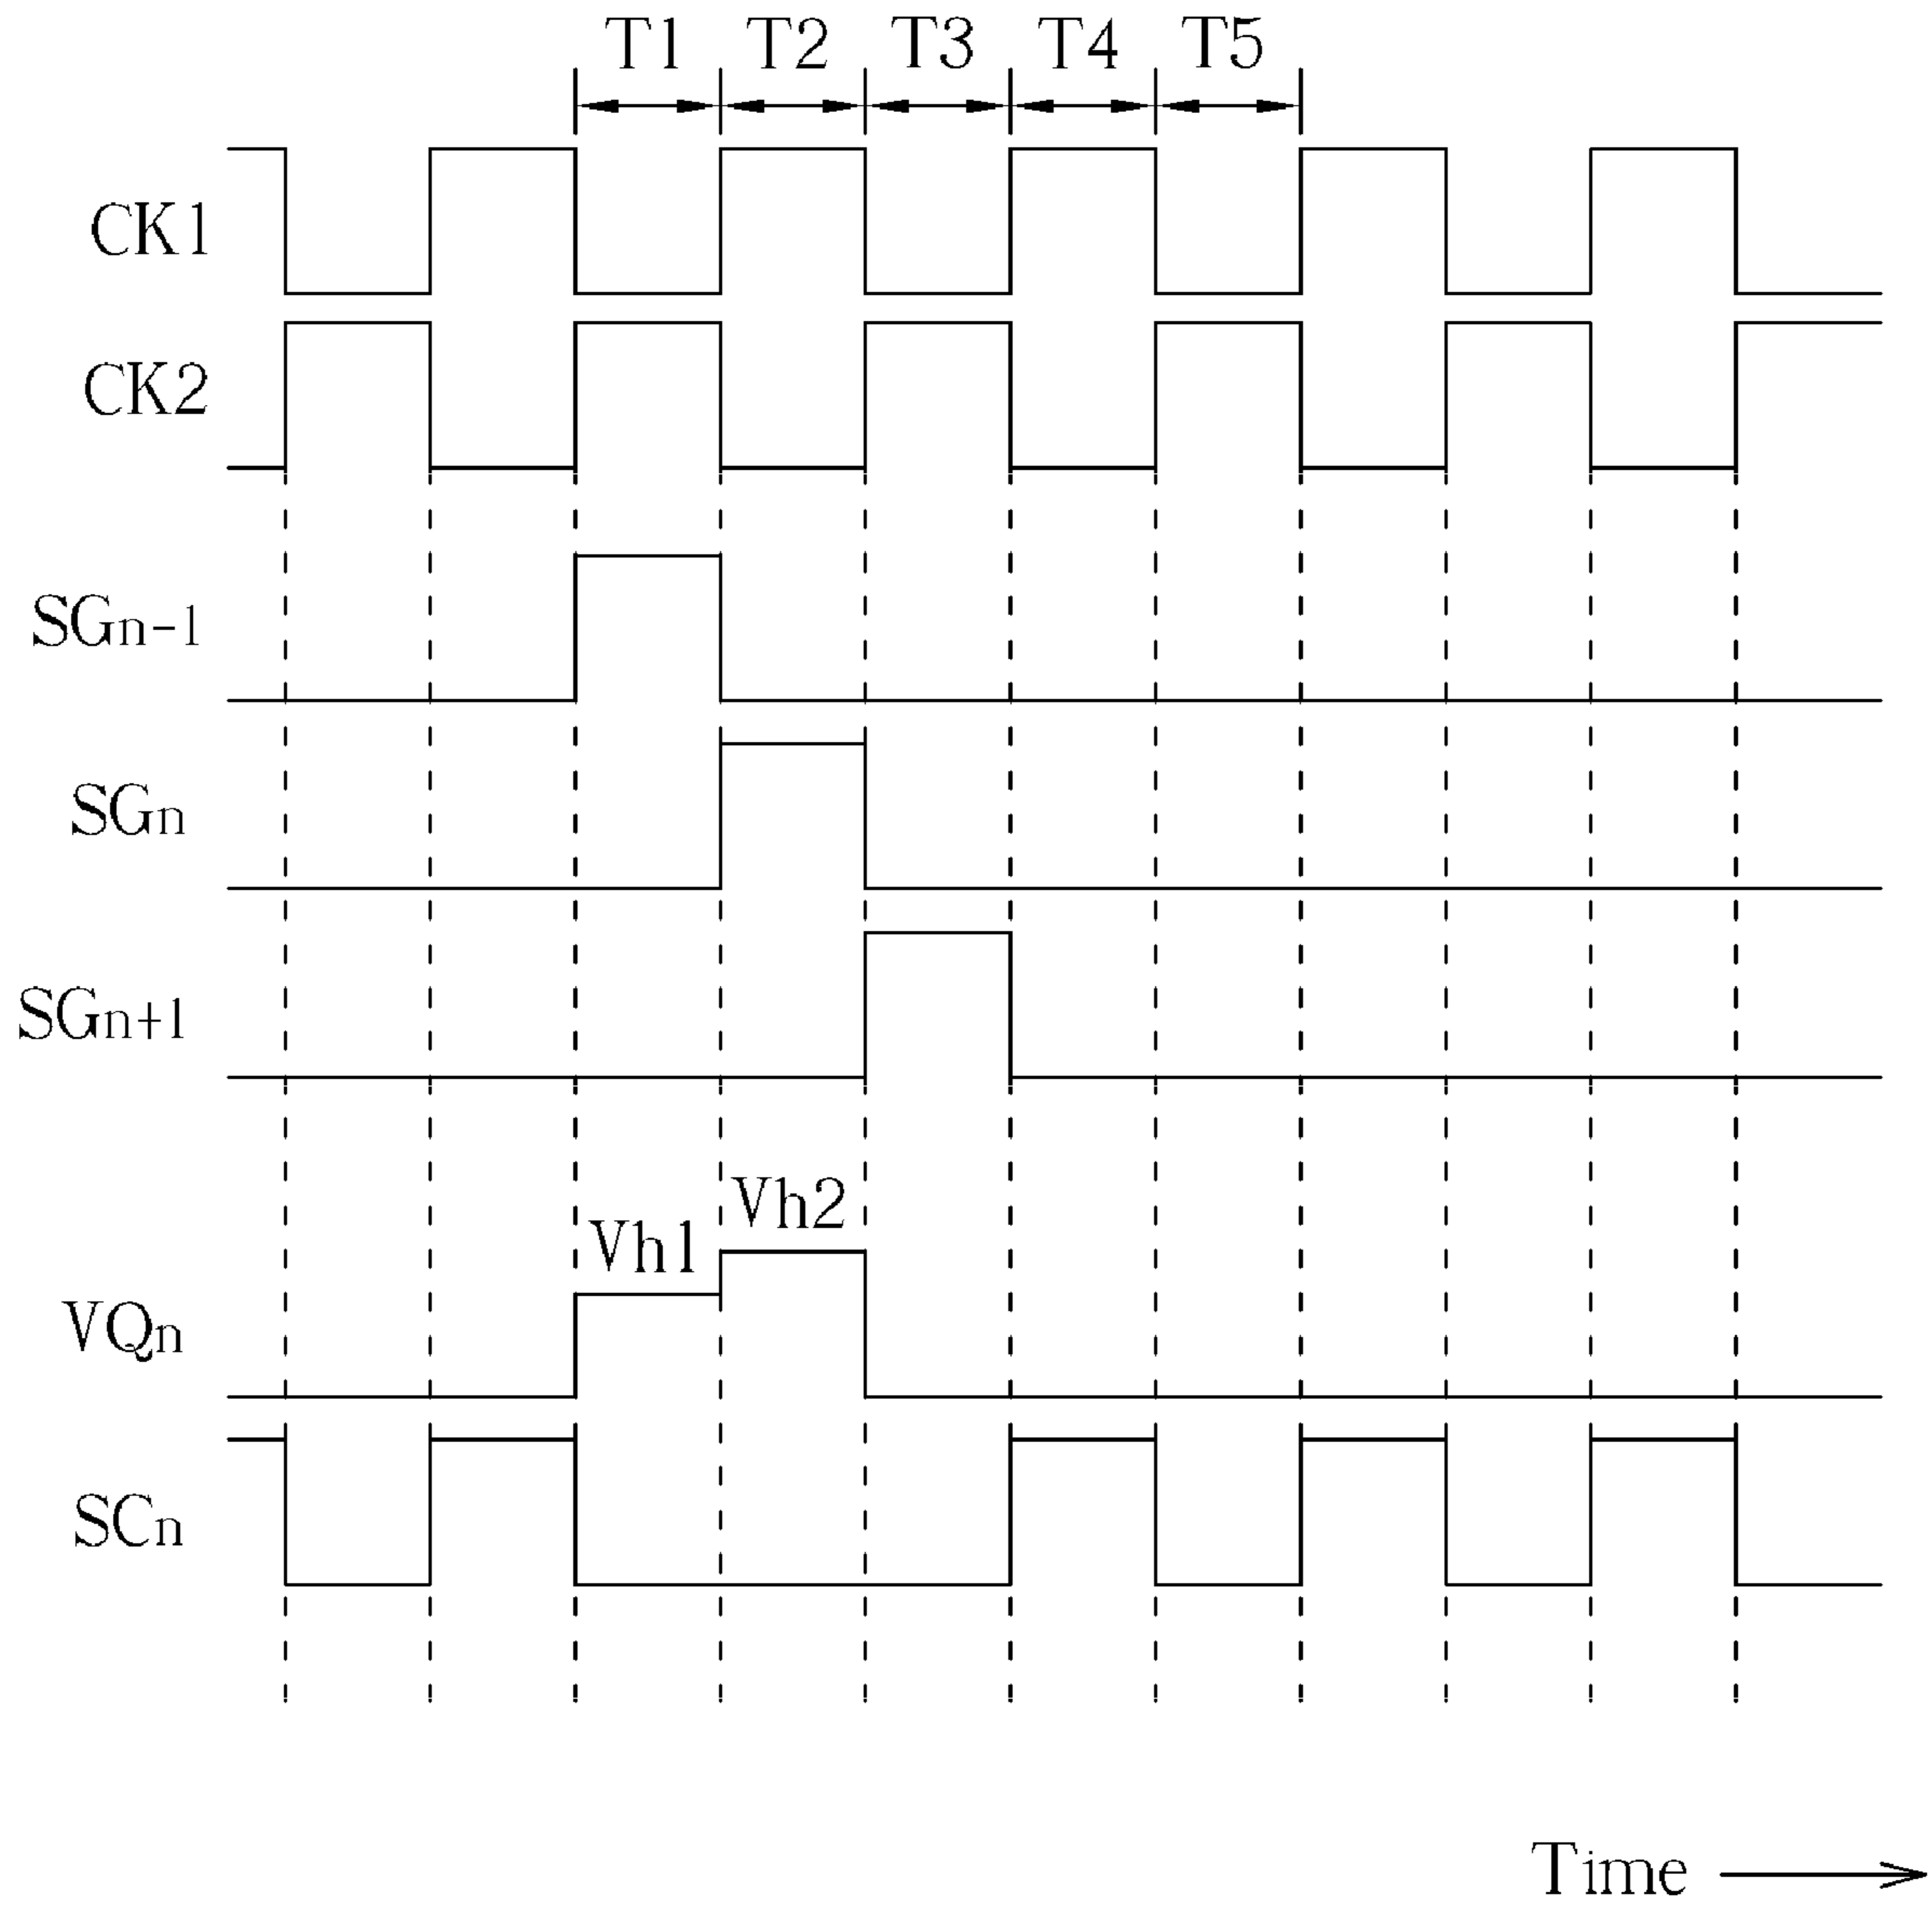 T1 T2 T3 T4 T5
CK1
CK2
SGn-1
SGn
SGn+1
Vh1 Vh2
VQn
SCn
Time